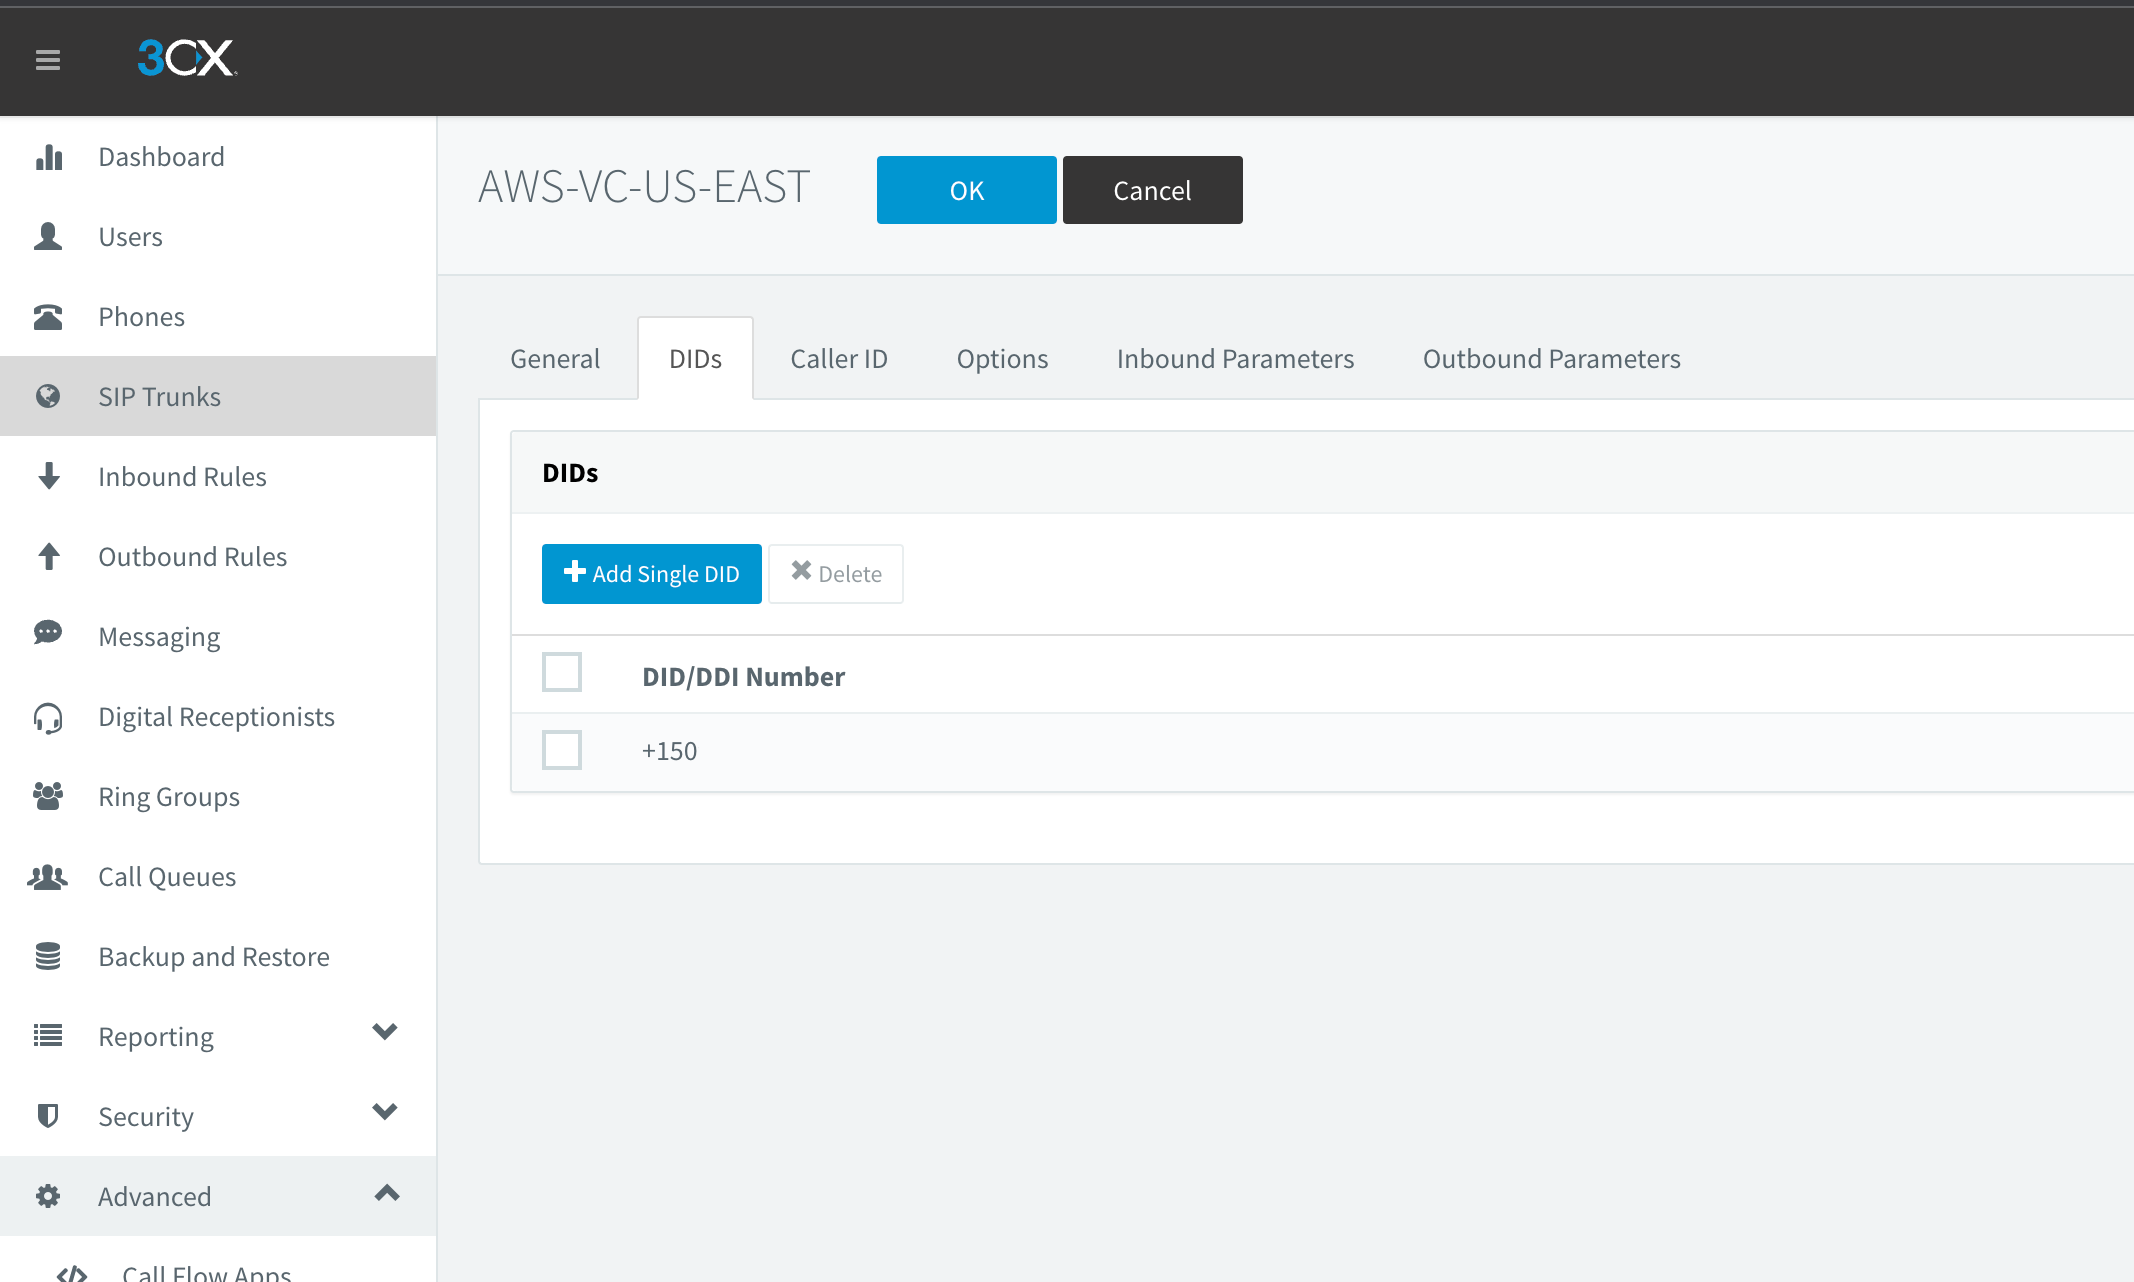 3CX
Dashboard
Users
Phones
SIP Trunks
Inbound Rules
Outbound Rules
Messaging
Digital Receptionists
Ring Groups
Call Queues
Backup and Restore
Reporting
Security
Advanced
Call Flow Apps
AWS-VC-US-EAST
OK
Cancel
General DIDs Caller ID Options Inbound Parameters Outbound Parameters
DIDs
Add Single DID
Delete
DID/DDI Number
+150